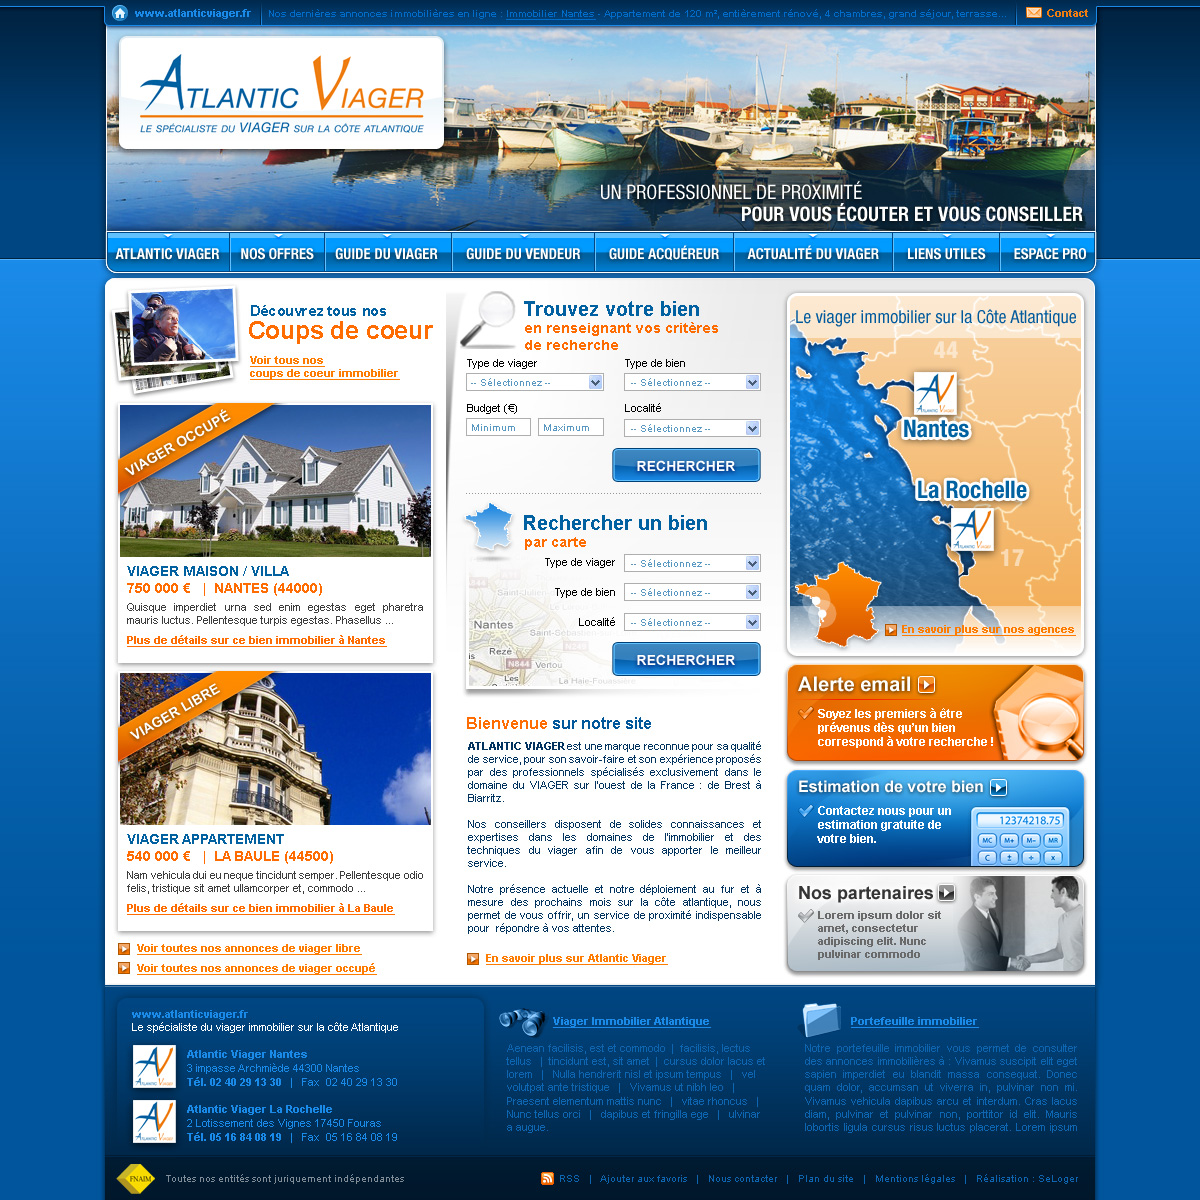 www.atlanticviager.fr
Nos dernières annonces immobilières en ligne : Immobilier Nantes - Appartement de 120 m², entièrement rénové, 4 chambres, grand séjour, terrasse...
Contact
ATLANTIC VIAGER
LE SPÉCIALISTE DU VIAGER SUR LA CÔTE ATLANTIQUE
UN PROFESSIONNEL DE PROXIMITÉ
POUR VOUS ÉCOUTER ET VOUS CONSEILLER
ATLANTIC VIAGER
NOS OFFRES
GUIDE DU VIAGER
GUIDE DU VENDEUR
GUIDE ACQUÉREUR
ACTUALITÉ DU VIAGER
LIENS UTILES
ESPACE PRO
Découvrez tous nos
Coups de coeur
Voir tous nos
coups de coeur immobilier
VIAGER OCCUPÉ
VIAGER MAISON / VILLA
750 000 € | NANTES (44000)
Quisque imperdiet urna sed enim egestas eget pharetra
mauris luctus. Pellentesque turpis egestas. Phasellus ...
Plus de détails sur ce bien immobilier à Nantes
VIAGER LIBRE
VIAGER APPARTEMENT
540 000 € | LA BAULE (44500)
Nam vehicula dui eu neque tincidunt semper. Pellentesque odio
felis, tristique sit amet ullamcorper et, commodo ...
Plus de détails sur ce bien immobilier à La Baule
Voir toutes nos annonces de viager libre
Voir toutes nos annonces de viager occupé
Trouvez votre bien
en renseignant vos critères
de recherche
Type de viager
Type de bien
-- Sélectionnez --
-- Sélectionnez --
Budget (€)
Localité
Minimum
Maximum
-- Sélectionnez --
RECHERCHER
Rechercher un bien
par carte
Type de viager
-- Sélectionnez --
Type de bien
-- Sélectionnez --
Localité
-- Sélectionnez --
Nantes
Rezé
N844
Vertou
Les
La Haie-Fouassière
RECHERCHER
Bienvenue sur notre site
ATLANTIC VIAGER est une marque reconnue pour sa qualité
de service, pour son savoir-faire et son expérience proposés
par des professionnels spécialisés exclusivement dans le
domaine du VIAGER sur l'ouest de la France : de Brest à
Biarritz.
Nos conseillers disposent de solides connaissances et
expertises dans les domaines de l'immobilier et des
techniques du viager afin de vous apporter le meilleur
service.
Notre présence actuelle et notre déploiement au fur et à
mesure des prochains mois sur la côte atlantique, nous
permet de vous offrir, un service de proximité indispensable
pour répondre à vos attentes.
En savoir plus sur Atlantic Viager
Le viager immobilier sur la Côte Atlantique
44
AV
ATLANTIC VIAGER
Nantes
La Rochelle
AV
ATLANTIC VIAGER
17
En savoir plus sur nos agences
Alerte email
Soyez les premiers à être
prévenus dès qu'un bien
correspond à votre recherche !
Estimation de votre bien
Contactez nous pour un
estimation gratuite de
votre bien.
12374218.75
MC M+ M- MR
C ± ÷ x
Nos partenaires
Lorem ipsum dolor sit
amet, consectetur
adipiscing elit. Nunc
pulvinar commodo
www.atlanticviager.fr
Le spécialiste du viager immobilier sur la côte Atlantique
AV
ATLANTIC VIAGER
Atlantic Viager Nantes
3 impasse Archmiède 44300 Nantes
Tél. 02 40 29 13 30 | Fax 02 40 29 13 30
AV
ATLANTIC VIAGER
Atlantic Viager La Rochelle
2 Lotissement des Vignes 17450 Fouras
Tél. 05 16 84 08 19 | Fax 05 16 84 08 19
Viager Immobilier Atlantique
Aenean facilisis, est et commodo | facilisis, lectus
tellus | tincidunt est, sit amet | cursus dolor lacus et
lorem | Nulla hendrerit nisl et ipsum tempus | vel
volutpat ante tristique | Vivamus ut nibh leo |
Praesent elementum mattis nunc | vitae rhoncus |
Nunc tellus orci | dapibus et fringilla ege | ulvinar
a augue.
Portefeuille immobilier
Notre portefeuille immobilier vous permet de consulter
des annonces immobilières à : Vivamus suscipit elit eget
sapien imperdiet eu blandit massa consequat. Donec
quam dolor, accumsan ut viverra in, pulvinar non mi.
Vivamus vehicula dapibus arcu et interdum. Cras lacus
diam, pulvinar et pulvinar non, porttitor id elit. Mauris
lobortis ligula cursus risus luctus placerat. Lorem ipsum
FNAIM
Toutes nos entités sont juriquement indépendantes
RSS | Ajouter aux favoris | Nous contacter | Plan du site | Mentions légales | Réalisation : SeLoger